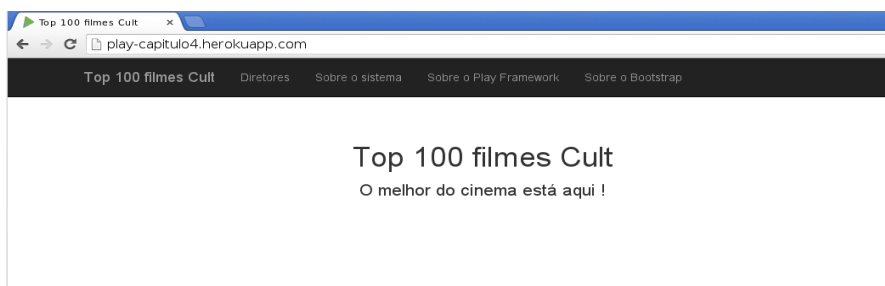 Top 100 filmes Cult
play-capitulo4.herokuapp.com
Top 100 filmes Cult Diretores Sobre o sistema Sobre o Play Framework Sobre o Bootstrap
Top 100 filmes Cult
O melhor do cinema está aqui !